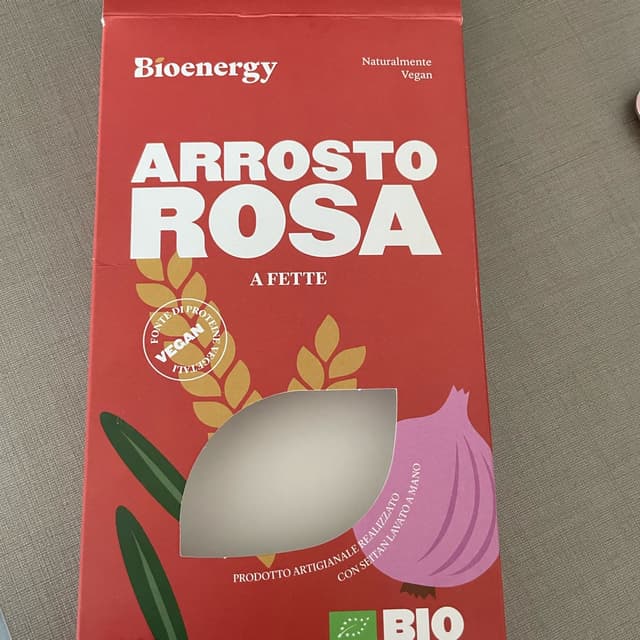 Bioenergy
Naturalmente
Vegan
ARROSTO
ROSA
A FETTE
FONTE DI PROTEINE VEGETALI
VEGAN
PRODOTTO ARTIGIANALE REALIZZATO
CON SEITAN LAVATO A MANO
BIO